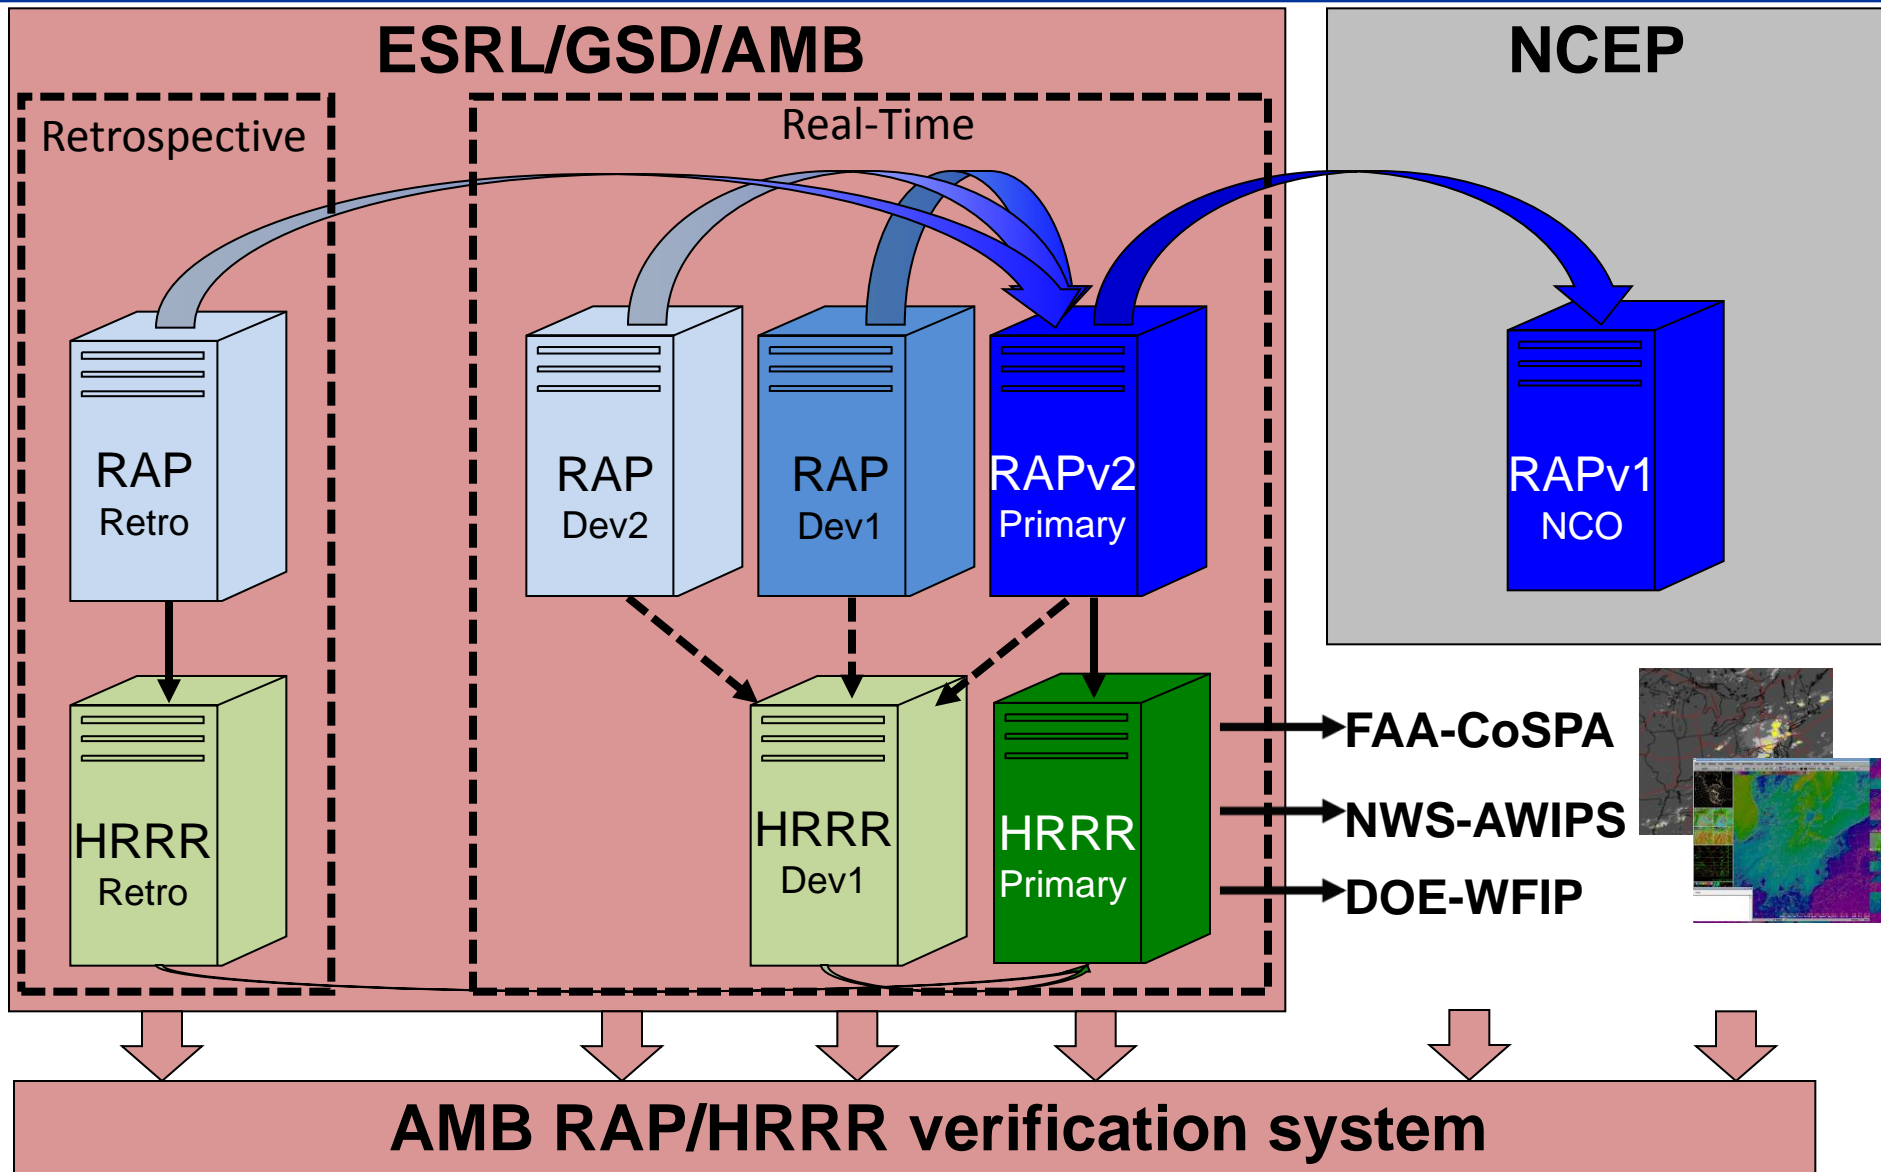 ESRL/GSD/AMB
NCEP
Retrospective
Real-Time
RAP
Retro
RAP
Dev2
RAP
Dev1
RAPv2
Primary
RAPv1
NCO
HRRR
Retro
HRRR
Dev1
HRRR
Primary
FAA-CoSPA
NWS-AWIPS
DOE-WFIP
AMB RAP/HRRR verification system